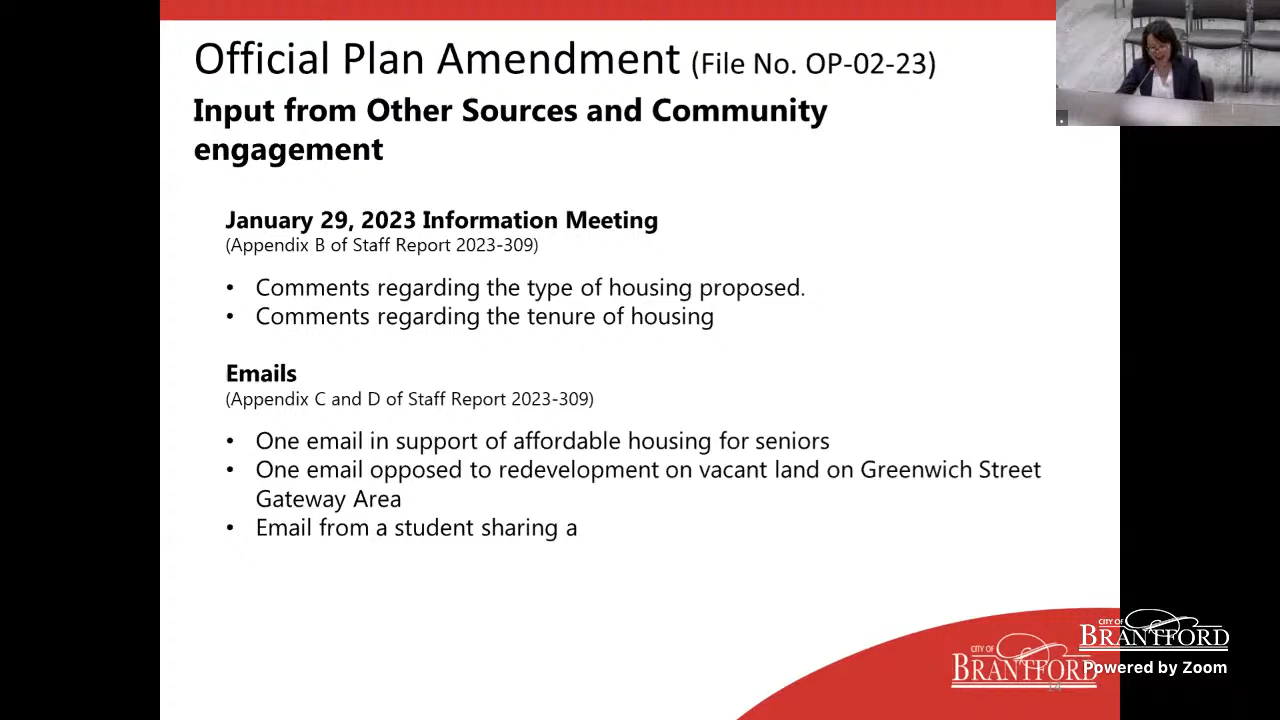 Official Plan Amendment (File No. OP-02-23)
Input from Other Sources and Community
engagement
January 29, 2023 Information Meeting
(Appendix B of Staff Report 2023-309)
• Comments regarding the type of housing proposed.
• Comments regarding the tenure of housing
Emails
(Appendix C and D of Staff Report 2023-309)
• One email in support of affordable housing for seniors
• One email opposed to redevelopment on vacant land on Greenwich Street
Gateway Area
• Email from a student sharing a
CITY OF
BRANTFORD
CITY OF
BRANTFORD
Powered by Zoom